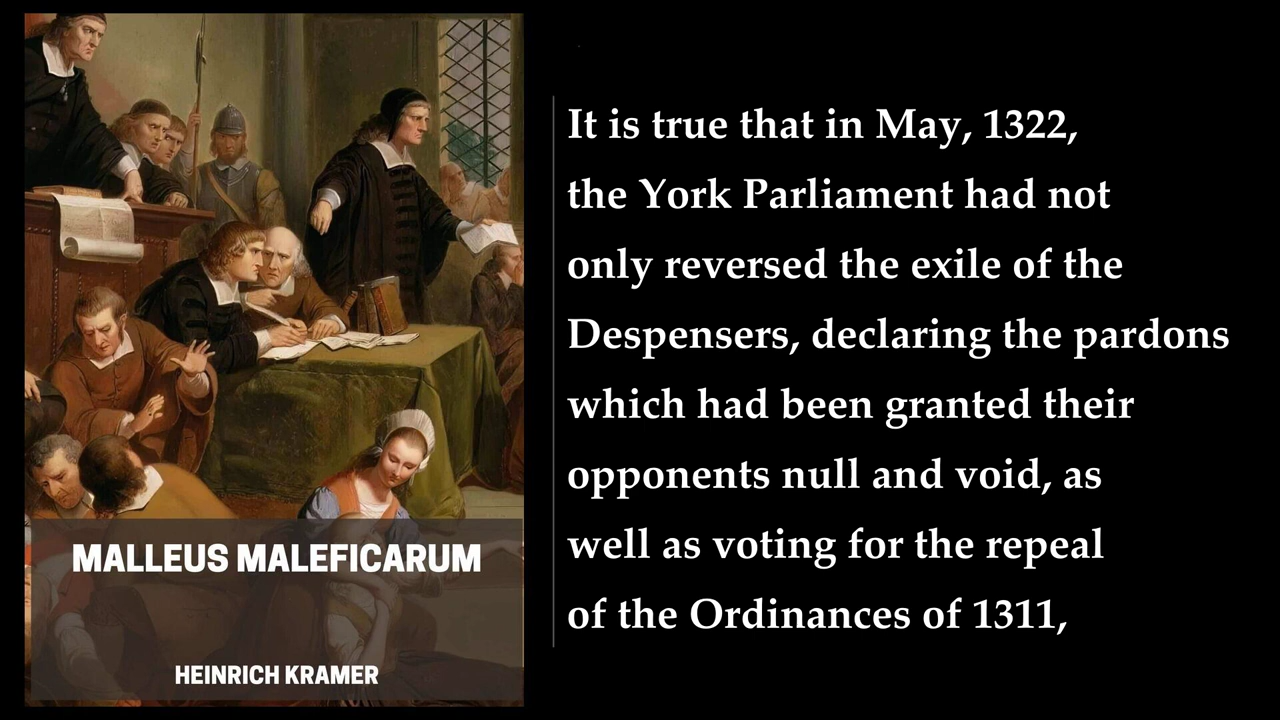 MALLEUS MALEFICARUM
HEINRICH KRAMER
It is true that in May, 1322,
the York Parliament had not
only reversed the exile of the
Despensers, declaring the pardons
which had been granted their
opponents null and void, as
well as voting for the repeal
of the Ordinances of 1311,